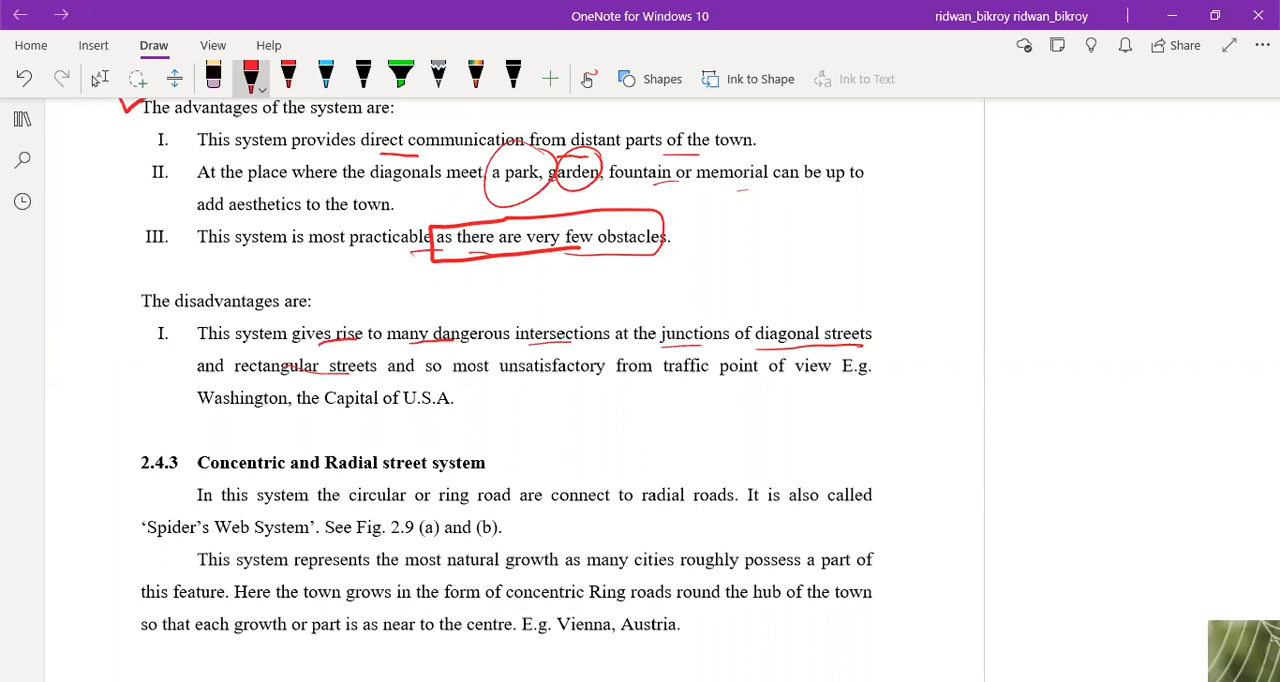 OneNote for Windows 10
ridwan_bikroy ridwan_bikroy
Home Insert Draw View Help
Share
Shapes Ink to Shape Ink to Text
The advantages of the system are:
I. This system provides direct communication from distant parts of the town.
II. At the place where the diagonals meet, a park, garden, fountain or memorial can be up to
add aesthetics to the town.
III. This system is most practicable as there are very few obstacles.
The disadvantages are:
I. This system gives rise to many dangerous intersections at the junctions of diagonal streets
and rectangular streets and so most unsatisfactory from traffic point of view E.g.
Washington, the Capital of U.S.A.
2.4.3 Concentric and Radial street system
In this system the circular or ring road are connect to radial roads. It is also called
‘Spider’s Web System’. See Fig. 2.9 (a) and (b).
This system represents the most natural growth as many cities roughly possess a part of
this feature. Here the town grows in the form of concentric Ring roads round the hub of the town
so that each growth or part is as near to the centre. E.g. Vienna, Austria.